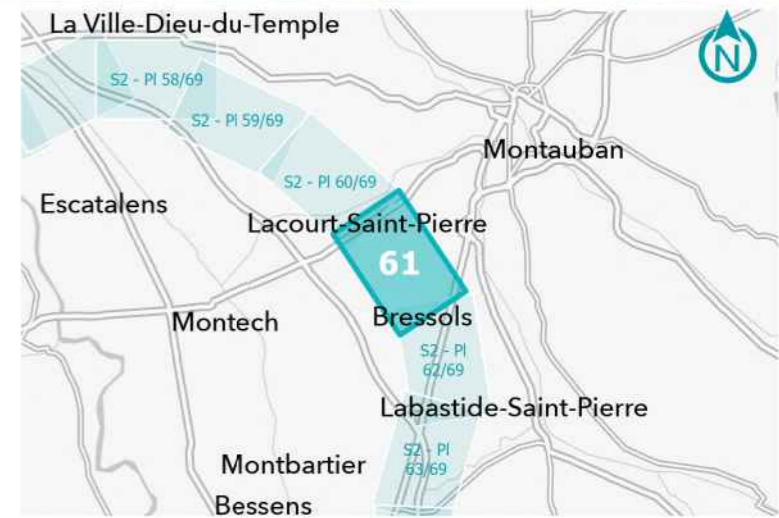 La Ville-Dieu-du-Temple
N
S2 - Pl 58/69
S2 - Pl 59/69
Montauban
S2 - Pl 60/69
Escatalens
Lacourt-Saint-Pierre
61
Montech
Bressols
S2 - Pl
62/69
Labastide-Saint-Pierre
S2 - Pl
63/69
Montbartier
Bessens